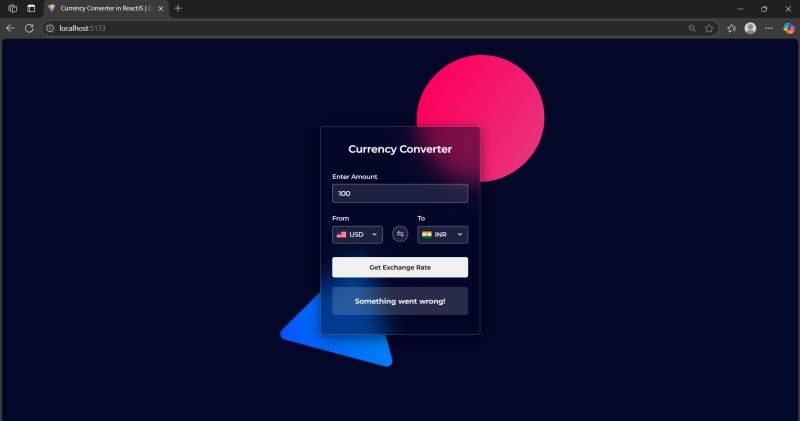 Currency Converter in ReactJS | C
localhost:5173
Currency Converter
Enter Amount
100
From To
USD INR
Get Exchange Rate
Something went wrong!